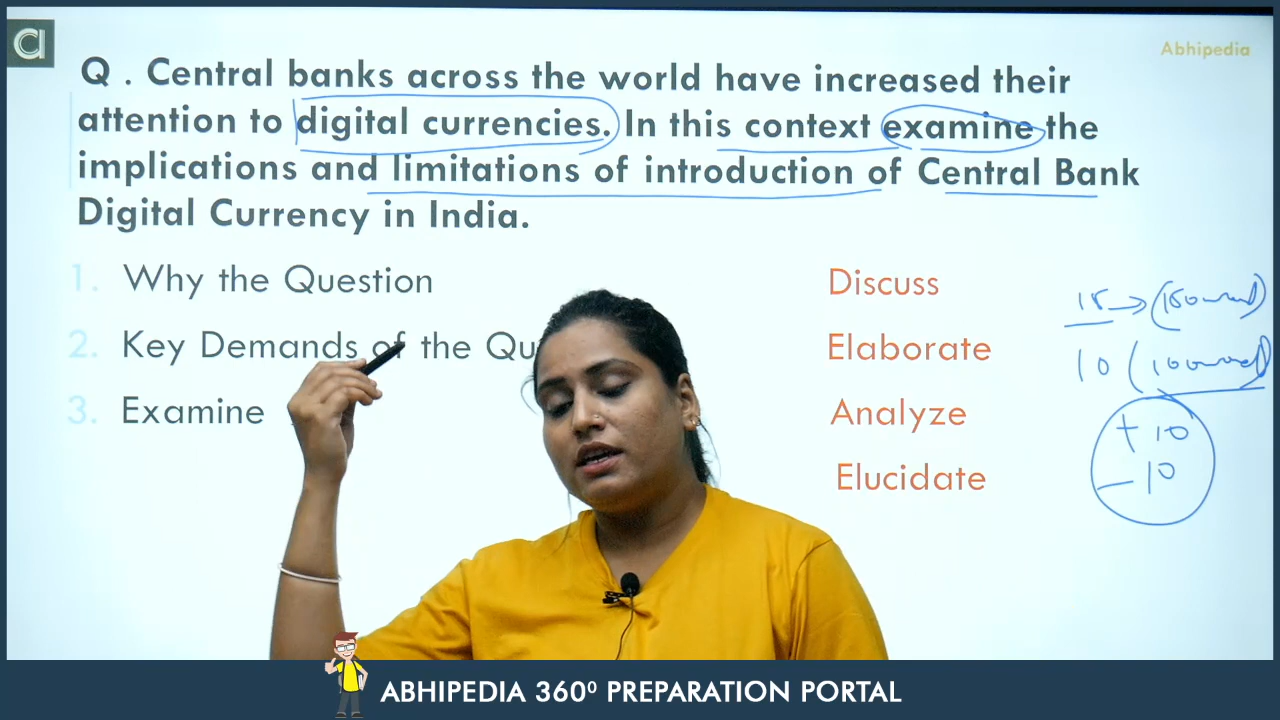 a
Abhipedia
Q . Central banks across the world have increased their
attention to digital currencies. In this context examine the
implications and limitations of introduction of Central Bank
Digital Currency in India.
1. Why the Question
2. Key Demands of the Qu
3. Examine
Discuss
Elaborate
Analyze
Elucidate
10
+ 10
- 10
ABHIPEDIA 360⁰ PREPARATION PORTAL